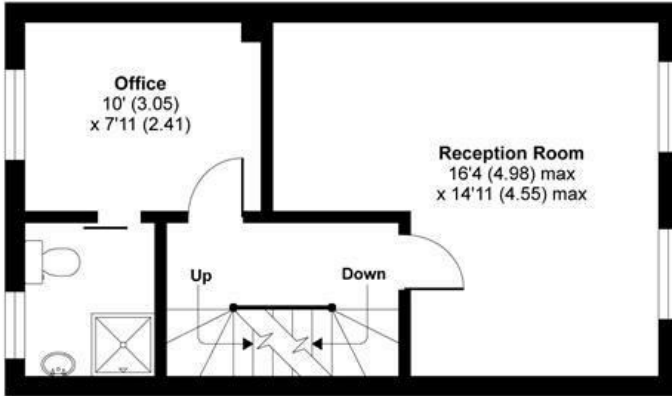 Office
10' (3.05)
x 7'11 (2.41)
Reception Room
16'4 (4.98) max
x 14'11 (4.55) max
Up
Down